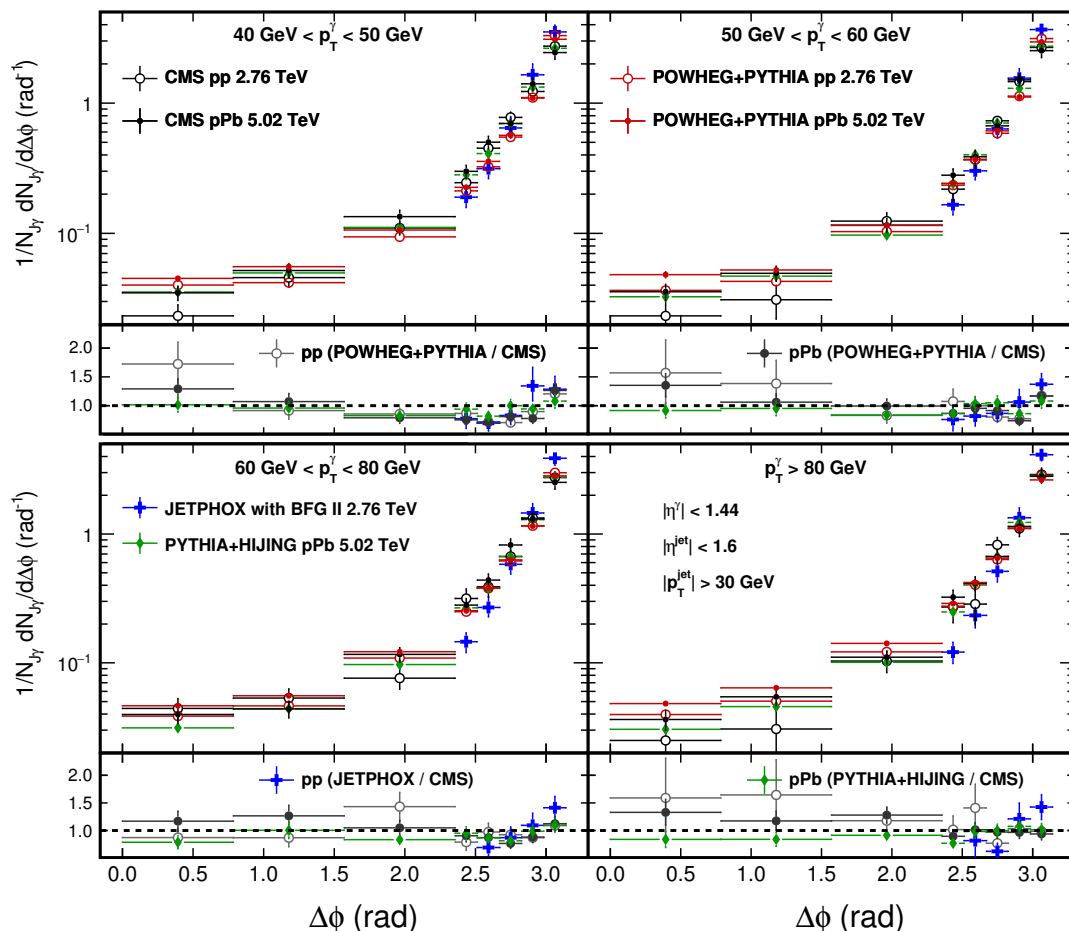 40 GeV < p_T^γ < 50 GeV
CMS pp 2.76 TeV
CMS pPb 5.02 TeV
50 GeV < p_T^γ < 60 GeV
POWHEG+PYTHIA pp 2.76 TeV
POWHEG+PYTHIA pPb 5.02 TeV
1/N_Jγ dN_Jγ/dΔϕ (rad⁻¹)
1
10⁻¹
2.0
1.5
1.0
pp (POWHEG+PYTHIA / CMS)
pPb (POWHEG+PYTHIA / CMS)
60 GeV < p_T^γ < 80 GeV
JETPHOX with BFG II 2.76 TeV
PYTHIA+HIJING pPb 5.02 TeV
p_T^γ > 80 GeV
|η^γ| < 1.44
|η^jet| < 1.6
|p_T^jet| > 30 GeV
1/N_Jγ dN_Jγ/dΔϕ (rad⁻¹)
1
10⁻¹
2.0
1.5
1.0
pp (JETPHOX / CMS)
pPb (PYTHIA+HIJING / CMS)
0.0 0.5 1.0 1.5 2.0 2.5 3.0
0.0 0.5 1.0 1.5 2.0 2.5 3.0
Δϕ (rad)
Δϕ (rad)